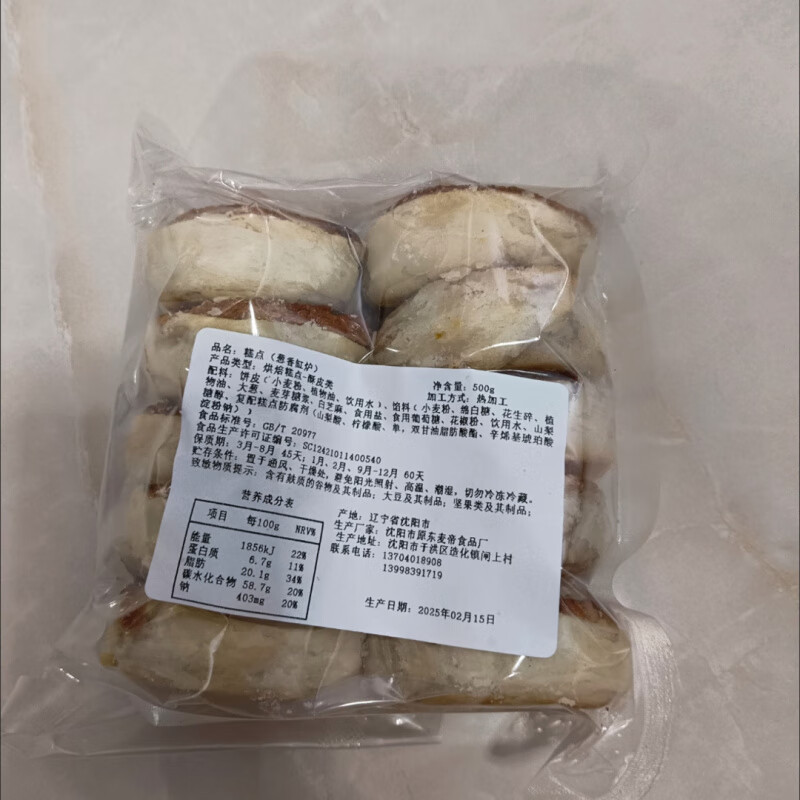 品名：糕点（葱香缸炉）
产品类型：烘焙糕点-酥皮类
净含量：500g
加工方式：热加工
配料：饼皮（小麦粉、植物油、饮用水）、馅料（小麦粉、绵白糖、花生碎、植
物油、大葱、麦芽糖浆、白芝麻、食用盐、食用葡萄糖、花椒粉、饮用水、山梨
糖醇、复配糕点防腐剂（山梨酸、柠檬酸、单，双甘油脂肪酸酯、辛烯基琥珀酸
淀粉钠））
食品标准号：GB/T 20977
食品生产许可证编号：SC12421011400540
保质期：3月-8月 45天；1月、2月、9月-12月 60天
贮存条件：置于通风、干燥处，避免阳光照射、高温、潮湿，切勿冷冻冷藏。
致敏物质提示：含有麸质的谷物及其制品；大豆及其制品；坚果类及其制品；
营养成分表
项目 每100g NRV%
能量 1856kJ 22%
蛋白质 6.7g 11%
脂肪 20.1g 34%
碳水化合物 58.7g 20%
钠 403mg 20%
产地：辽宁省沈阳市
生产厂家：沈阳市原东麦帝食品厂
生产地址：沈阳市于洪区造化镇闸上村
联系电话：13704018908
13998391719
生产日期：2025年02月15日